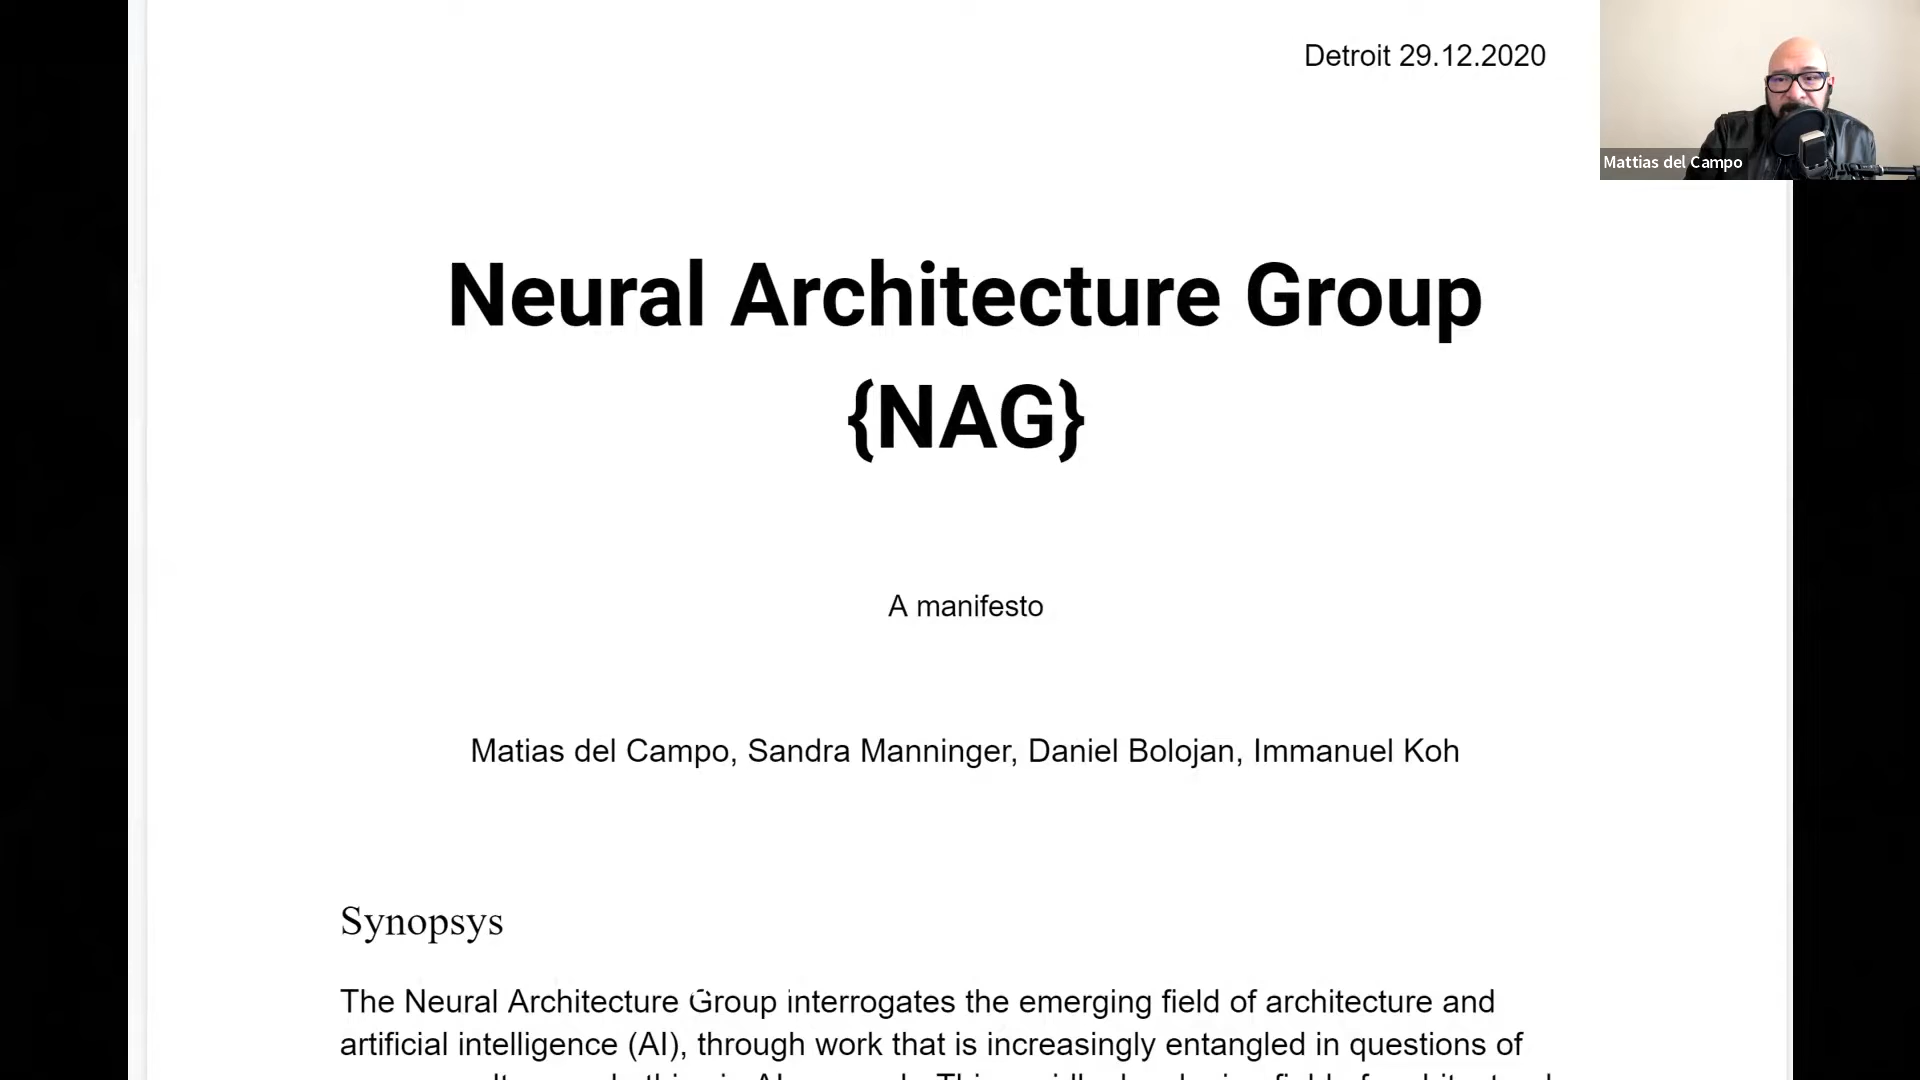 Detroit 29.12.2020
Mattias del Campo
Neural Architecture Group
{NAG}
A manifesto
Matias del Campo, Sandra Manninger, Daniel Bolojan, Immanuel Koh
Synopsys
The Neural Architecture Group interrogates the emerging field of architecture and
artificial intelligence (AI), through work that is increasingly entangled in questions of